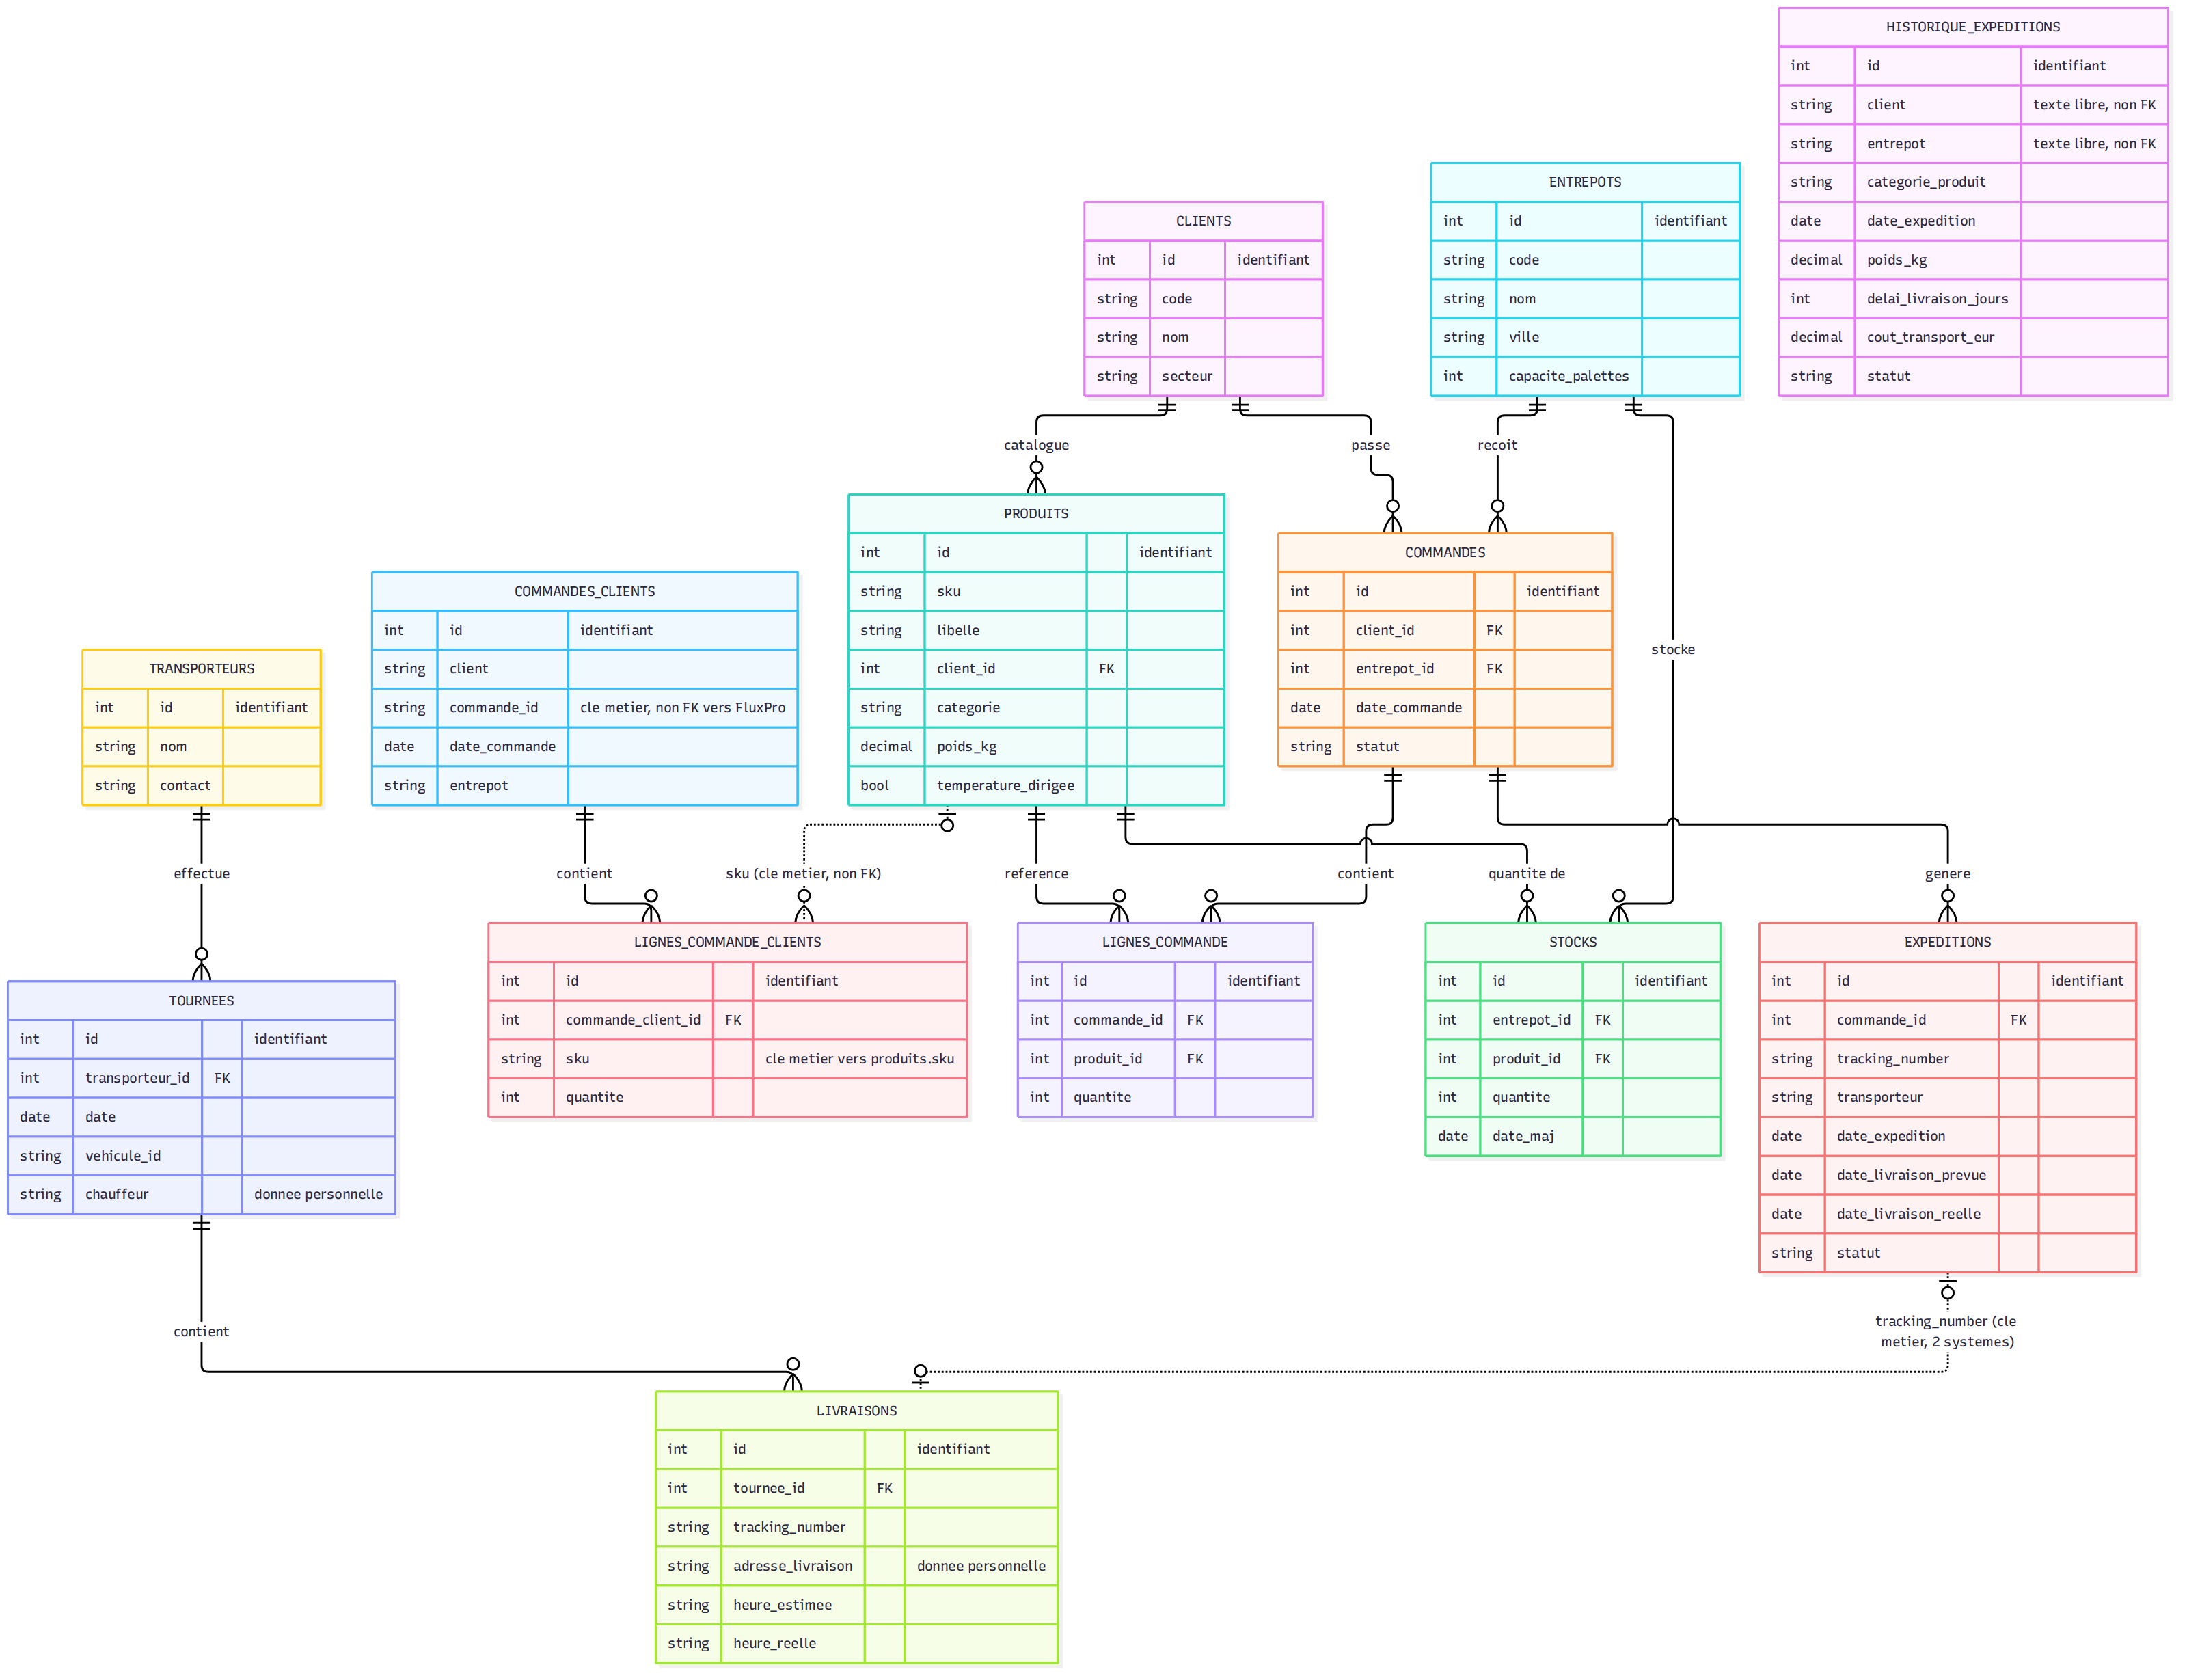 HISTORIQUE_EXPEDITIONS
int id identifiant
string client texte libre, non FK
string entrepot texte libre, non FK
string categorie_produit
date date_expedition
decimal poids_kg
int delai_livraison_jours
decimal cout_transport_eur
string statut
ENTREPOTS
int id identifiant
string code
string nom
string ville
int capacite_palettes
CLIENTS
int id identifiant
string code
string nom
string secteur
catalogue
passe
recoit
stocke
PRODUITS
int id identifiant
string sku
string libelle
int client_id FK
string categorie
decimal poids_kg
bool temperature_dirigee
COMMANDES
int id identifiant
int client_id FK
int entrepot_id FK
date date_commande
string statut
COMMANDES_CLIENTS
int id identifiant
string client
string commande_id cle metier, non FK vers FluxPro
date date_commande
string entrepot
TRANSPORTEURS
int id identifiant
string nom
string contact
effectue
contient
sku (cle metier, non FK)
reference
contient
quantite de
genere
TOURNEES
int id identifiant
int transporteur_id FK
date date
string vehicule_id
string chauffeur donnee personnelle
LIGNES_COMMANDE_CLIENTS
int id identifiant
int commande_client_id FK
string sku cle metier vers produits.sku
int quantite
LIGNES_COMMANDE
int id identifiant
int commande_id FK
int produit_id FK
int quantite
STOCKS
int id identifiant
int entrepot_id FK
int produit_id FK
int quantite
date date_maj
EXPEDITIONS
int id identifiant
int commande_id FK
string tracking_number
string transporteur
date date_expedition
date date_livraison_prevue
date date_livraison_reelle
string statut
contient
tracking_number (cle
metier, 2 systemes)
LIVRAISONS
int id identifiant
int tournee_id FK
string tracking_number
string adresse_livraison donnee personnelle
string heure_estimee
string heure_reelle